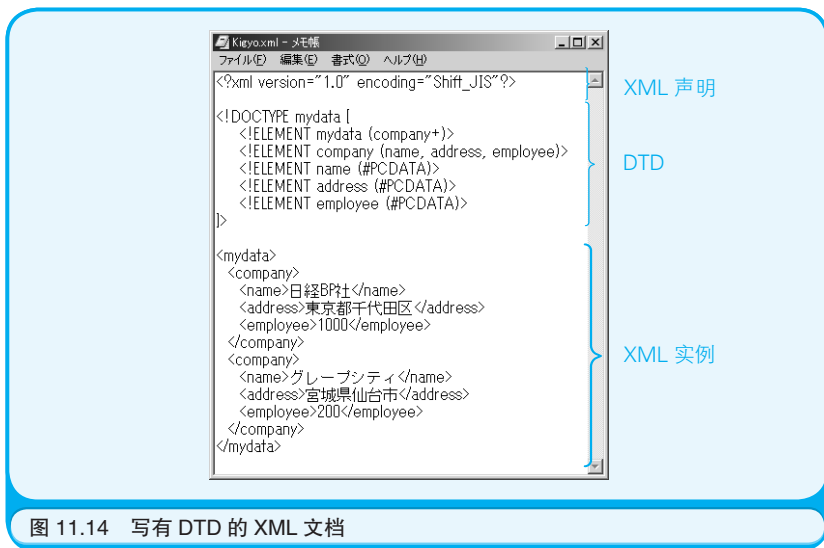 Kigyo.xml - メモ帳
ファイル(F) 編集(E) 書式(O) ヘルプ(H)
<?xml version="1.0" encoding="Shift_JIS"?>
XML 声明
<!DOCTYPE mydata [
<!ELEMENT mydata (company+)>
<!ELEMENT company (name, address, employee)>
<!ELEMENT name (#PCDATA)>
<!ELEMENT address (#PCDATA)>
<!ELEMENT employee (#PCDATA)>
]>
DTD
<mydata>
<company>
<name>日経BP社</name>
<address>東京都千代田区</address>
<employee>1000</employee>
</company>
<company>
<name>グレープシティ</name>
<address>宮城県仙台市</address>
<employee>200</employee>
</company>
</mydata>
XML 实例
图 11.14 写有 DTD 的 XML 文档